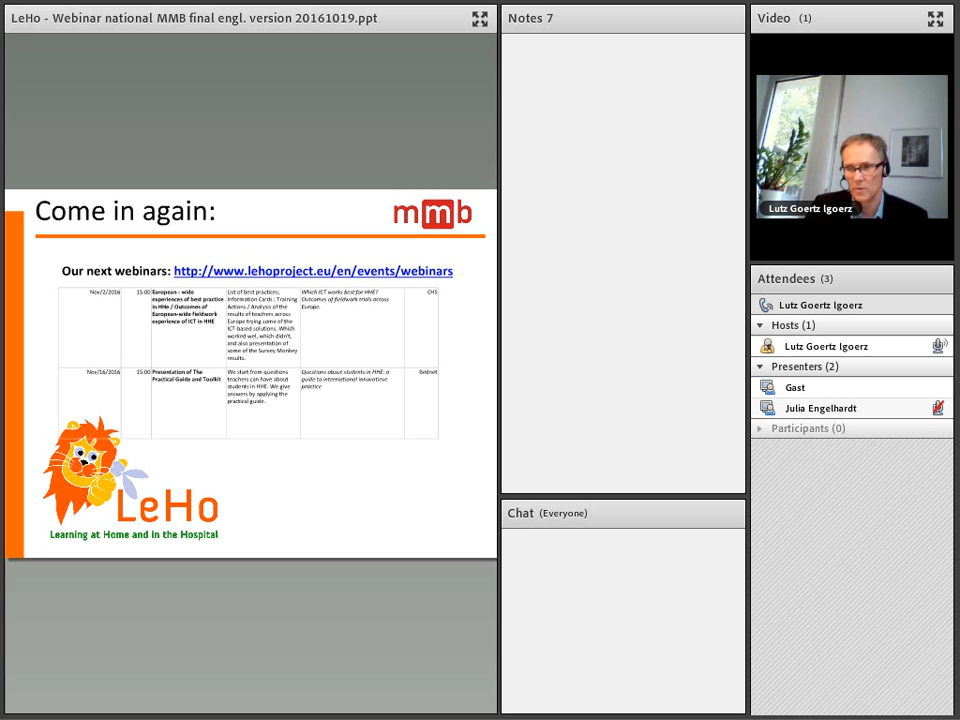 LeHo - Webinar national MMB final engl. version 20161019.ppt
Come in again:
mmb
Our next webinars: http://www.lehoproject.eu/en/events/webinars
Nov/2/2016
15:00
European - wide
experiences of best practice
in HHe / Outcomes of
European-wide fieldwork
experience of ICT in HHE
List of best practices;
Information Cards ; Training
Actions / Analysis of the
results of teachers across
Europe trying some of the
ICT-based solutions. Which
worked wel, which didn't,
and also presentation of
some of the Survey Monkey
results.
Which ICT works best for HHE?
Outcomes of fieldwork trials across
Europe.
CHS
Nov/16/2016
15:00
Presentation of The
Practical Guide and Toolkit
We start from questions
teachers can have about
students in HHE. We give
answers by applying the
practical guide.
Questions about students in HHE: a
guide to international innovatieve
practice
Bednet
LeHo
Learning at Home and in the Hospital
Notes 7
Chat (Everyone)
Video (1)
Lutz Goertz lgoerz
Attendees (3)
Lutz Goertz lgoerz
Hosts (1)
Lutz Goertz lgoerz
Presenters (2)
Gast
Julia Engelhardt
Participants (0)